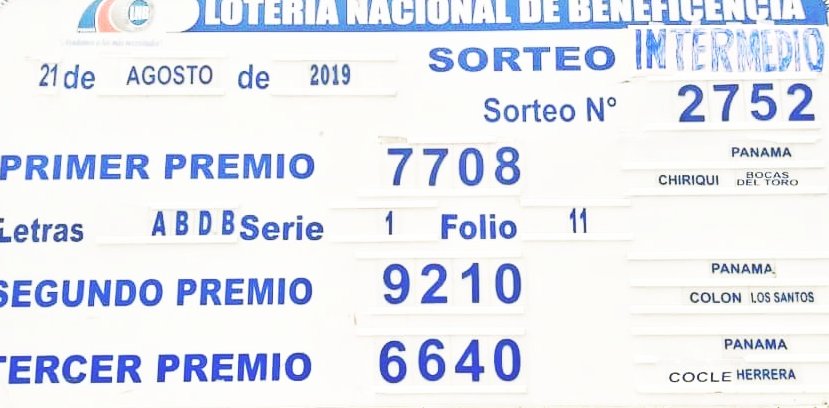 LOTERIA NACIONAL DE BENEFICENCIA
SORTEO INTERMEDIO
21 de AGOSTO de 2019
Sorteo N° 2752
PRIMER PREMIO 7708 PANAMA
CHIRIQUI BOCAS DEL TORO
Letras A B D B Serie 1 Folio 11
SEGUNDO PREMIO 9210 PANAMA
COLON LOS SANTOS
TERCER PREMIO 6640 PANAMA
COCLE HERRERA